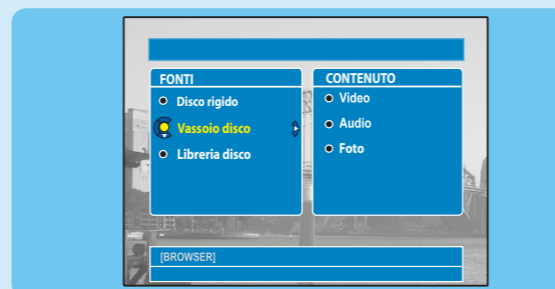 FONTI
Disco rigido
Vassoio disco
Libreria disco
CONTENUTO
Video
Audio
Foto
[BROWSER]